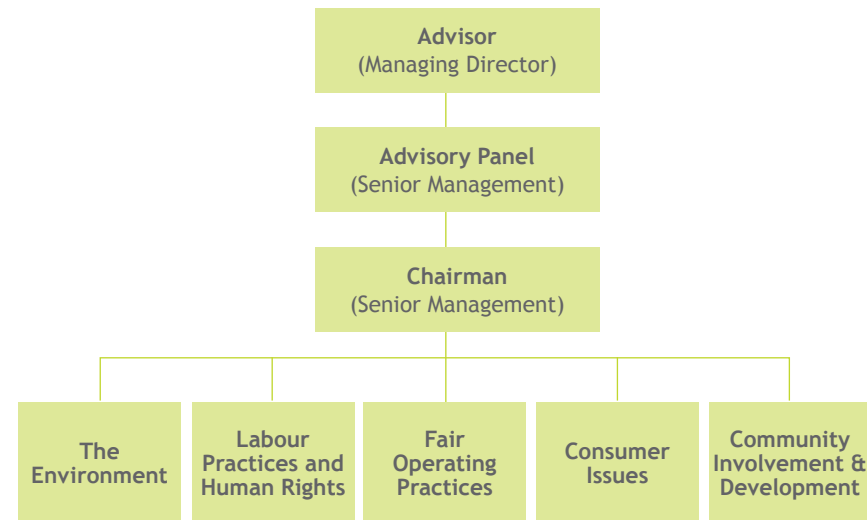 Advisor
(Managing Director)
Advisory Panel
(Senior Management)
Chairman
(Senior Management)
The
Environment
Labour
Practices and
Human Rights
Fair
Operating
Practices
Consumer
Issues
Community
Involvement &
Development